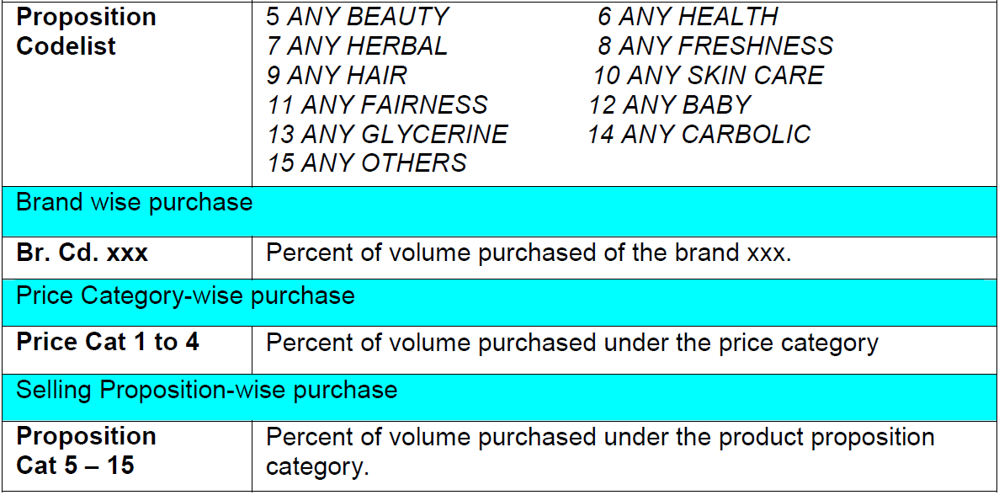 Proposition
Codelist
5 ANY BEAUTY 6 ANY HEALTH
7 ANY HERBAL 8 ANY FRESHNESS
9 ANY HAIR 10 ANY SKIN CARE
11 ANY FAIRNESS 12 ANY BABY
13 ANY GLYCERINE 14 ANY CARBOLIC
15 ANY OTHERS
Brand wise purchase
Br. Cd. xxx
Percent of volume purchased of the brand xxx.
Price Category-wise purchase
Price Cat 1 to 4
Percent of volume purchased under the price category
Selling Proposition-wise purchase
Proposition
Cat 5 – 15
Percent of volume purchased under the product proposition
category.